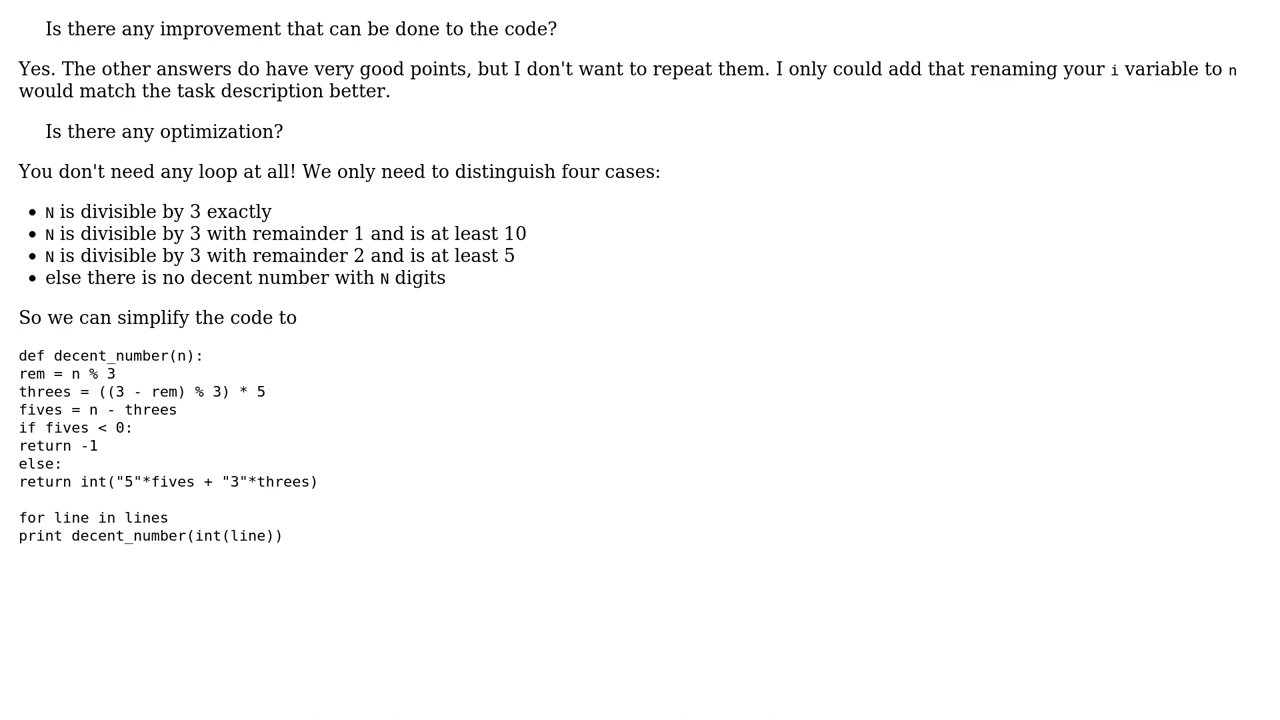 Is there any improvement that can be done to the code?
Yes. The other answers do have very good points, but I don't want to repeat them. I only could add that renaming your i variable to n
would match the task description better.
Is there any optimization?
You don't need any loop at all! We only need to distinguish four cases:
• N is divisible by 3 exactly
• N is divisible by 3 with remainder 1 and is at least 10
• N is divisible by 3 with remainder 2 and is at least 5
• else there is no decent number with N digits
So we can simplify the code to
def decent_number(n):
rem = n % 3
threes = ((3 - rem) % 3) * 5
fives = n - threes
if fives < 0:
return -1
else:
return int("5"*fives + "3"*threes)
for line in lines
print decent_number(int(line))